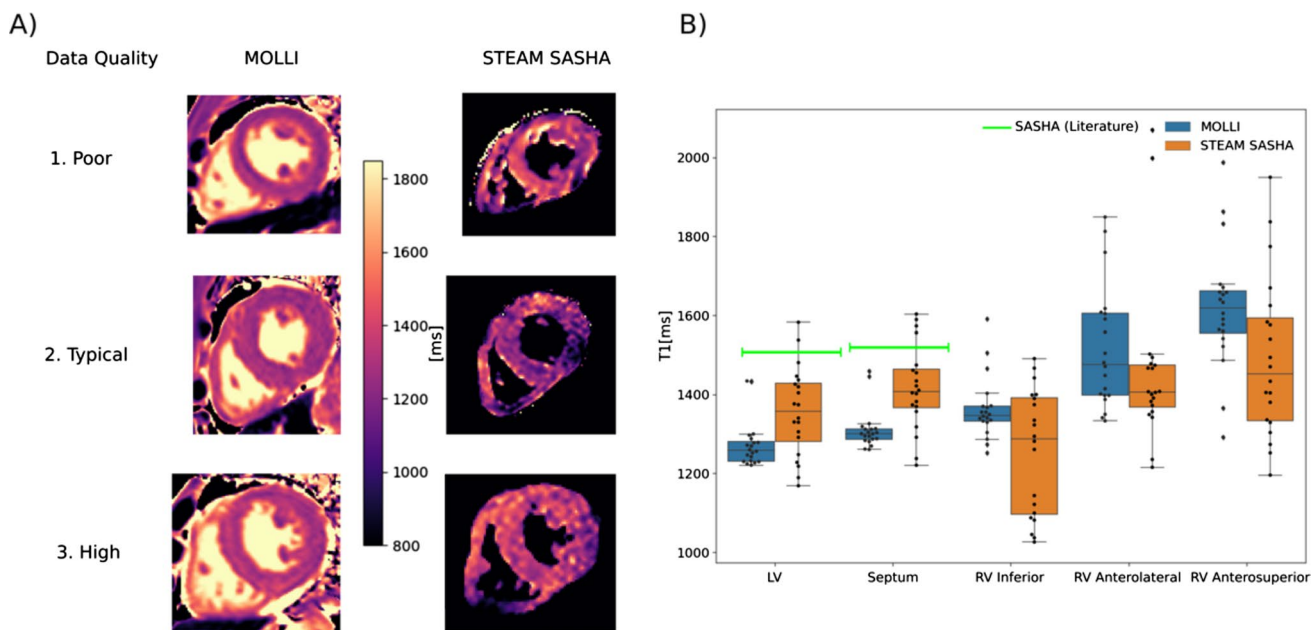 A)
Data Quality MOLLI STEAM SASHA
1. Poor
2. Typical
3. High
1800
1600
1400
1200
1000
800
[ms]
B)
SASHA (Literature) MOLLI
STEAM SASHA
2000
1800
1600
1400
1200
1000
T1[ms]
LV Septum RV Inferior RV Anterolateral RV Anterosuperior